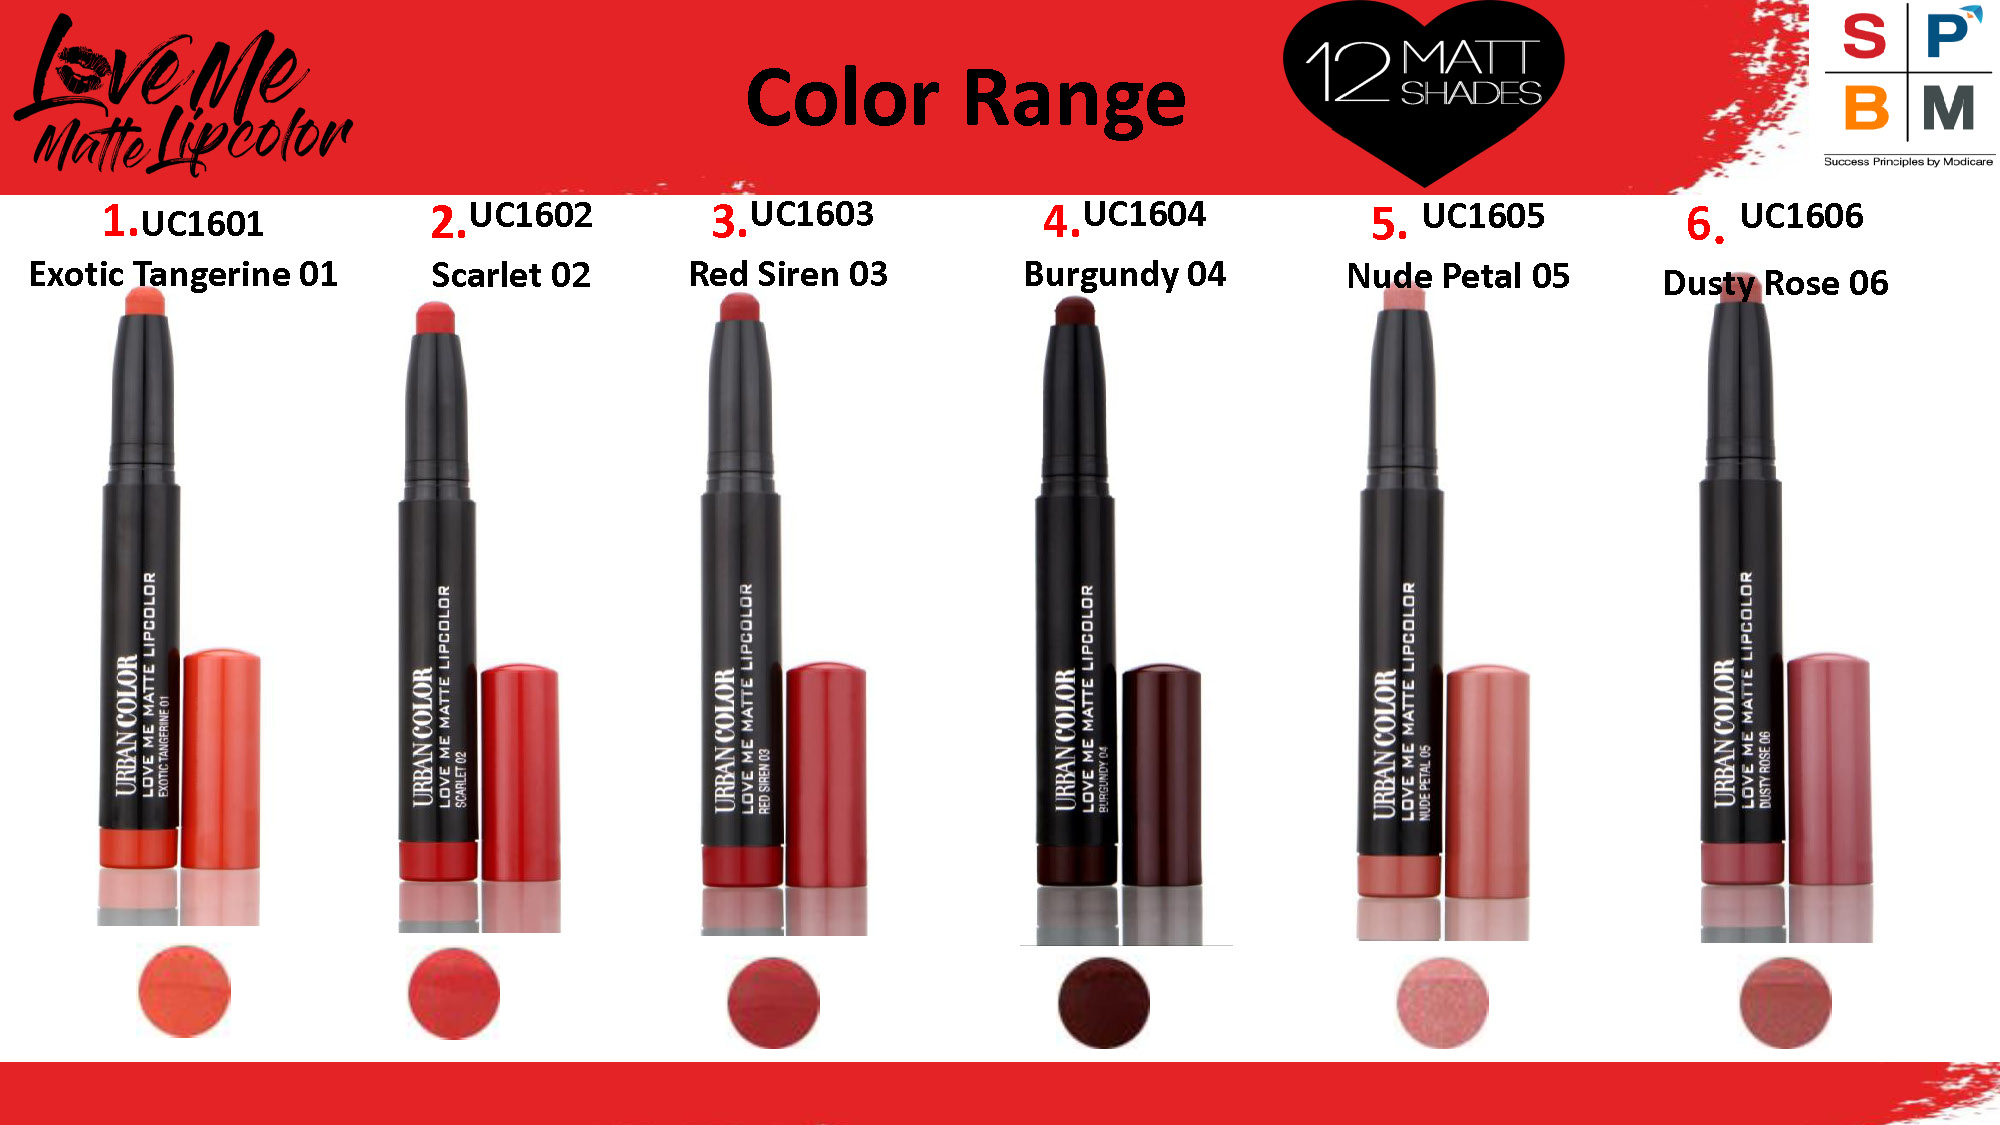 Love Me
Matte Lipcolor
Color Range
12 MATT
SHADES
S P
B M
Success Principles by Modicare
1. UC1601
Exotic Tangerine 01
2. UC1602
Scarlet 02
3. UC1603
Red Siren 03
4. UC1604
Burgundy 04
5. UC1605
Nude Petal 05
6. UC1606
Dusty Rose 06
URBAN COLOR
LOVE ME MATTE LIPCOLOR
EXOTIC TANGERINE 01
URBAN COLOR
LOVE ME MATTE LIPCOLOR
SCARLET 02
URBAN COLOR
LOVE ME MATTE LIPCOLOR
RED SIREN 03
URBAN COLOR
LOVE ME MATTE LIPCOLOR
BURGUNDY 04
URBAN COLOR
LOVE ME MATTE LIPCOLOR
NUDE PETAL 05
URBAN COLOR
LOVE ME MATTE LIPCOLOR
DUSTY ROSE 06